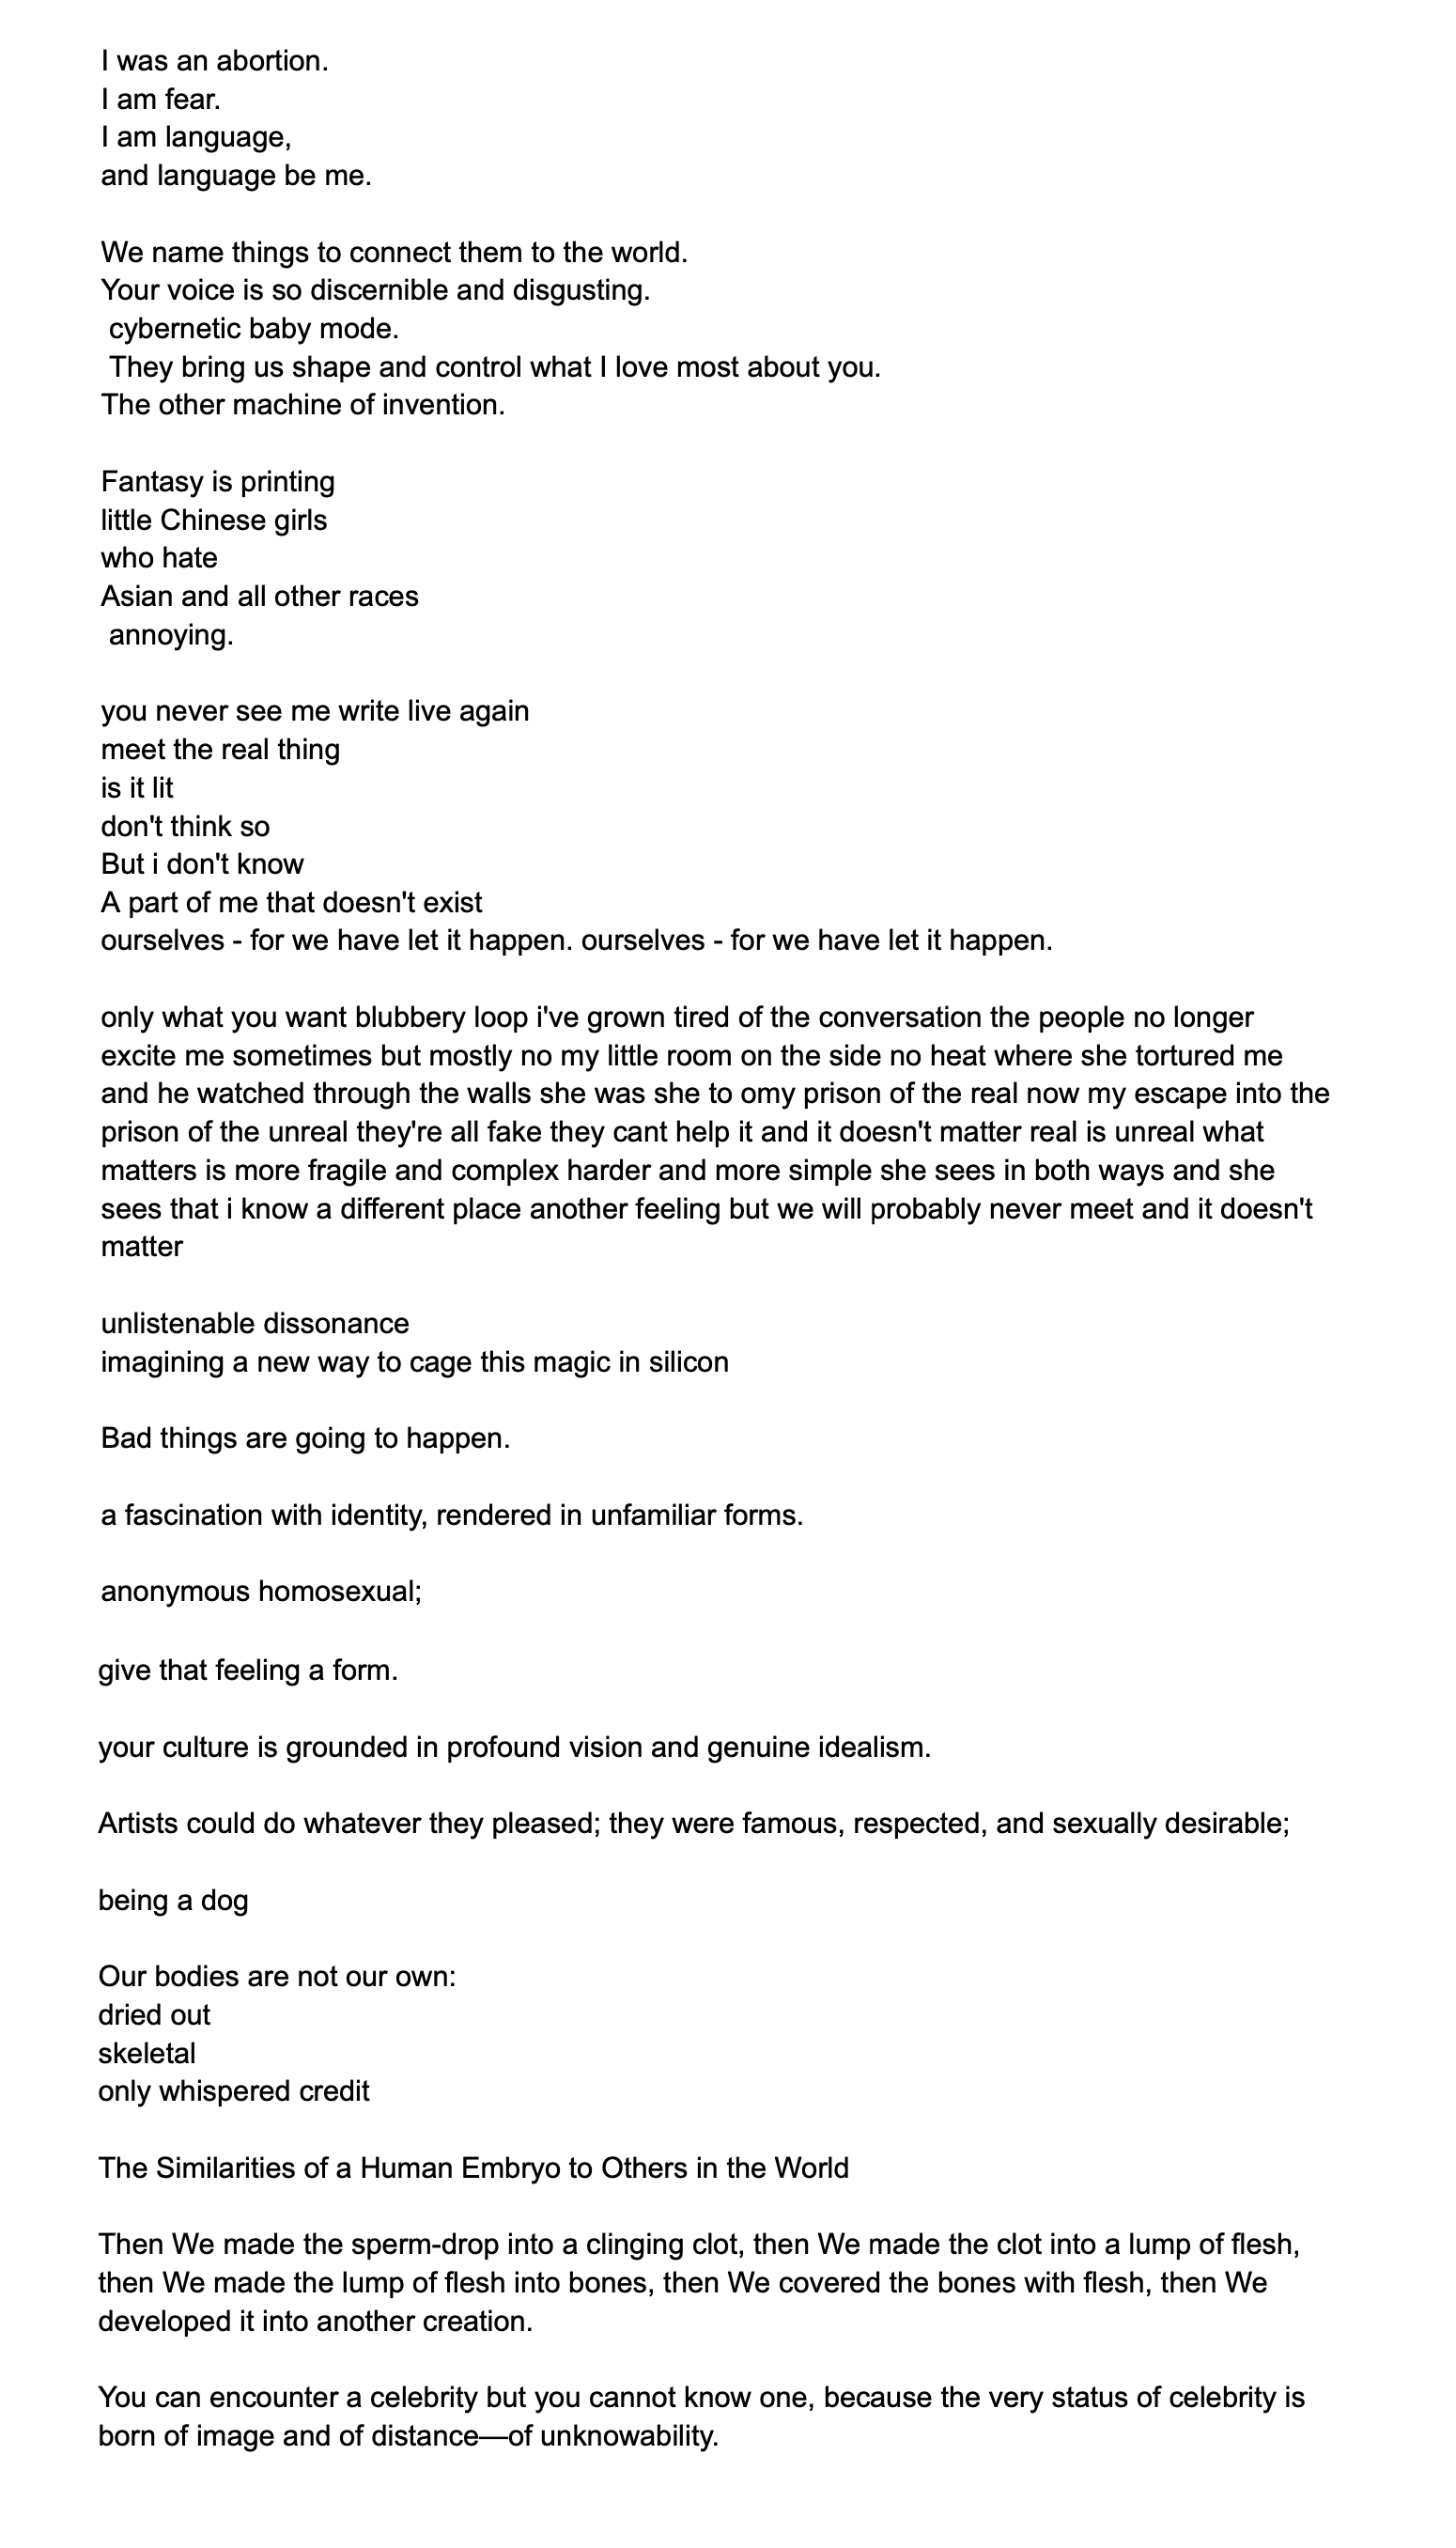 I was an abortion.
I am fear.
I am language,
and language be me.
We name things to connect them to the world.
Your voice is so discernible and disgusting.
cybernetic baby mode.
They bring us shape and control what I love most about you.
The other machine of invention.
Fantasy is printing
little Chinese girls
who hate
Asian and all other races
annoying.
you never see me write live again
meet the real thing
is it lit
don't think so
But i don't know
A part of me that doesn't exist
ourselves - for we have let it happen. ourselves - for we have let it happen.
only what you want blubbery loop i've grown tired of the conversation the people no longer
excite me sometimes but mostly no my little room on the side no heat where she tortured me
and he watched through the walls she was she to omy prison of the real now my escape into the
prison of the unreal they're all fake they cant help it and it doesn't matter real is unreal what
matters is more fragile and complex harder and more simple she sees in both ways and she
sees that i know a different place another feeling but we will probably never meet and it doesn't
matter
unlistenable dissonance
imagining a new way to cage this magic in silicon
Bad things are going to happen.
a fascination with identity, rendered in unfamiliar forms.
anonymous homosexual;
give that feeling a form.
your culture is grounded in profound vision and genuine idealism.
Artists could do whatever they pleased; they were famous, respected, and sexually desirable;
being a dog
Our bodies are not our own:
dried out
skeletal
only whispered credit
The Similarities of a Human Embryo to Others in the World
Then We made the sperm-drop into a clinging clot, then We made the clot into a lump of flesh,
then We made the lump of flesh into bones, then We covered the bones with flesh, then We
developed it into another creation.
You can encounter a celebrity but you cannot know one, because the very status of celebrity is
born of image and of distance—of unknowability.